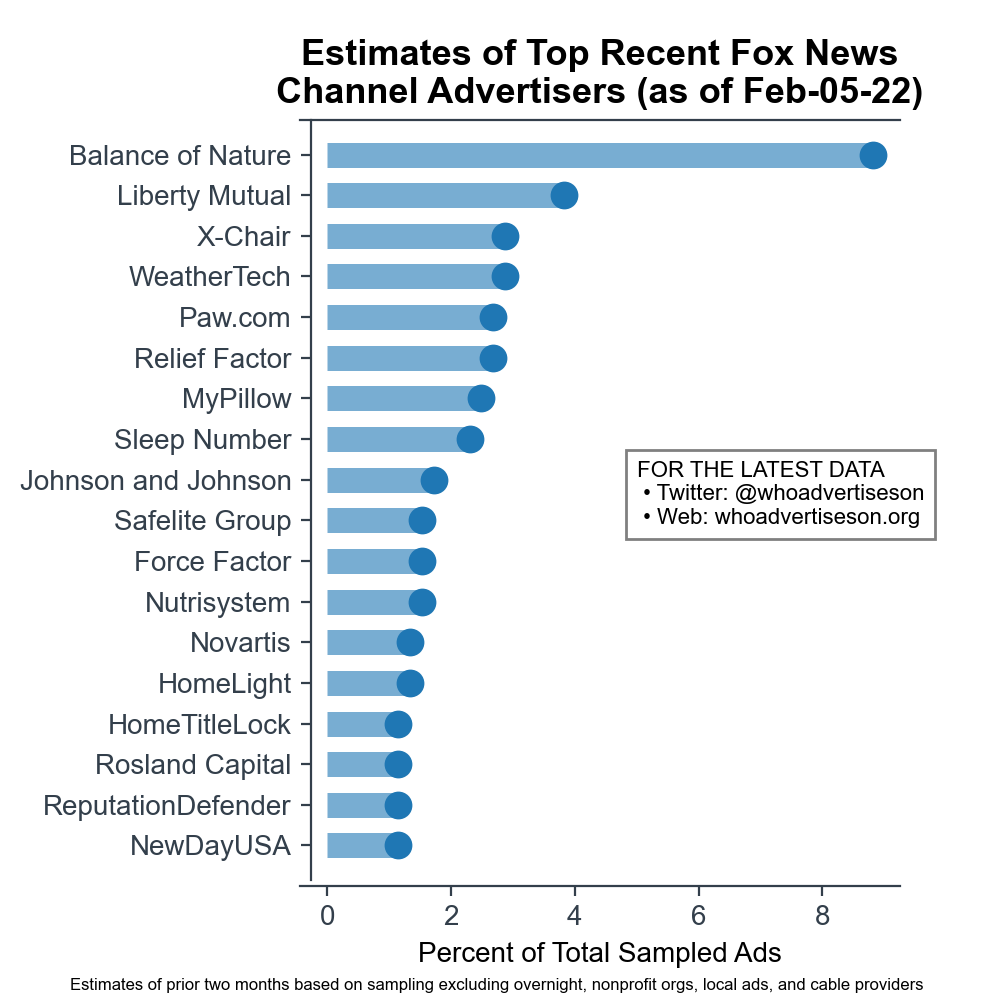 Estimates of Top Recent Fox News
Channel Advertisers (as of Feb-05-22)
Balance of Nature
Liberty Mutual
X-Chair
WeatherTech
Paw.com
Relief Factor
MyPillow
Sleep Number
Johnson and Johnson
Safelite Group
Force Factor
Nutrisystem
Novartis
HomeLight
HomeTitleLock
Rosland Capital
ReputationDefender
NewDayUSA
FOR THE LATEST DATA
• Twitter: @whoadvertiseson
• Web: whoadvertiseson.org
0 2 4 6 8
Percent of Total Sampled Ads
Estimates of prior two months based on sampling excluding overnight, nonprofit orgs, local ads, and cable providers